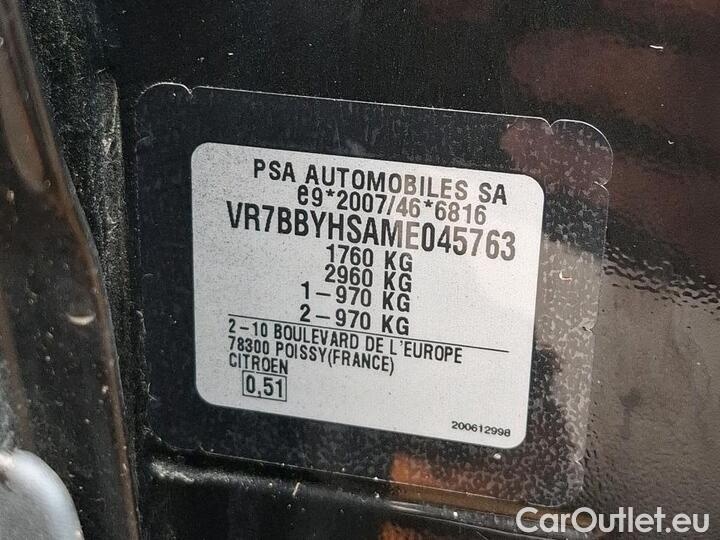 PSA AUTOMOBILES SA
e9*2007/46*6816
VR7BBYHSAME045763
1760 KG
2960 KG
1-970 KG
2-970 KG
2-10 BOULEVARD DE L'EUROPE
78300 POISSY(FRANCE)
CITROEN
0,51
200612998
CarOutlet.eu